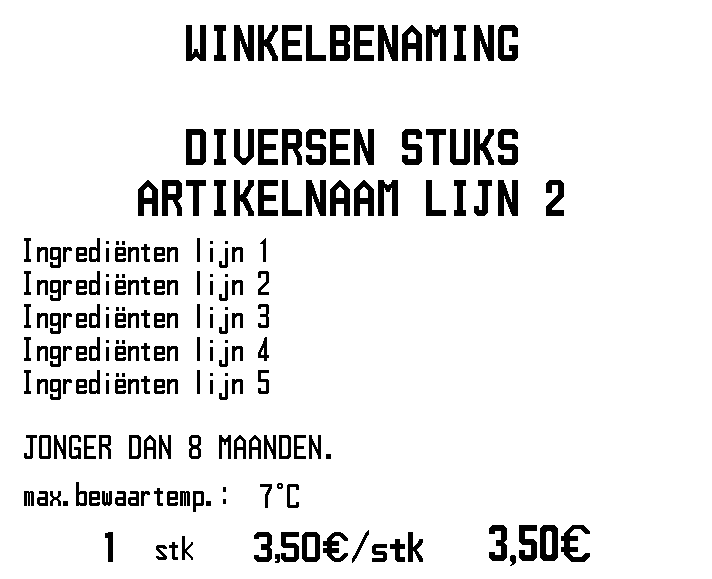 WINKELBENAMING
DIVERSEN STUKS
ARTIKELNAAM LIJN 2
Ingrediënten lijn 1
Ingrediënten lijn 2
Ingrediënten lijn 3
Ingrediënten lijn 4
Ingrediënten lijn 5
JONGER DAN 8 MAANDEN.
max.bewaartemp.: 7°C
1 stk 3,50€/stk 3,50€